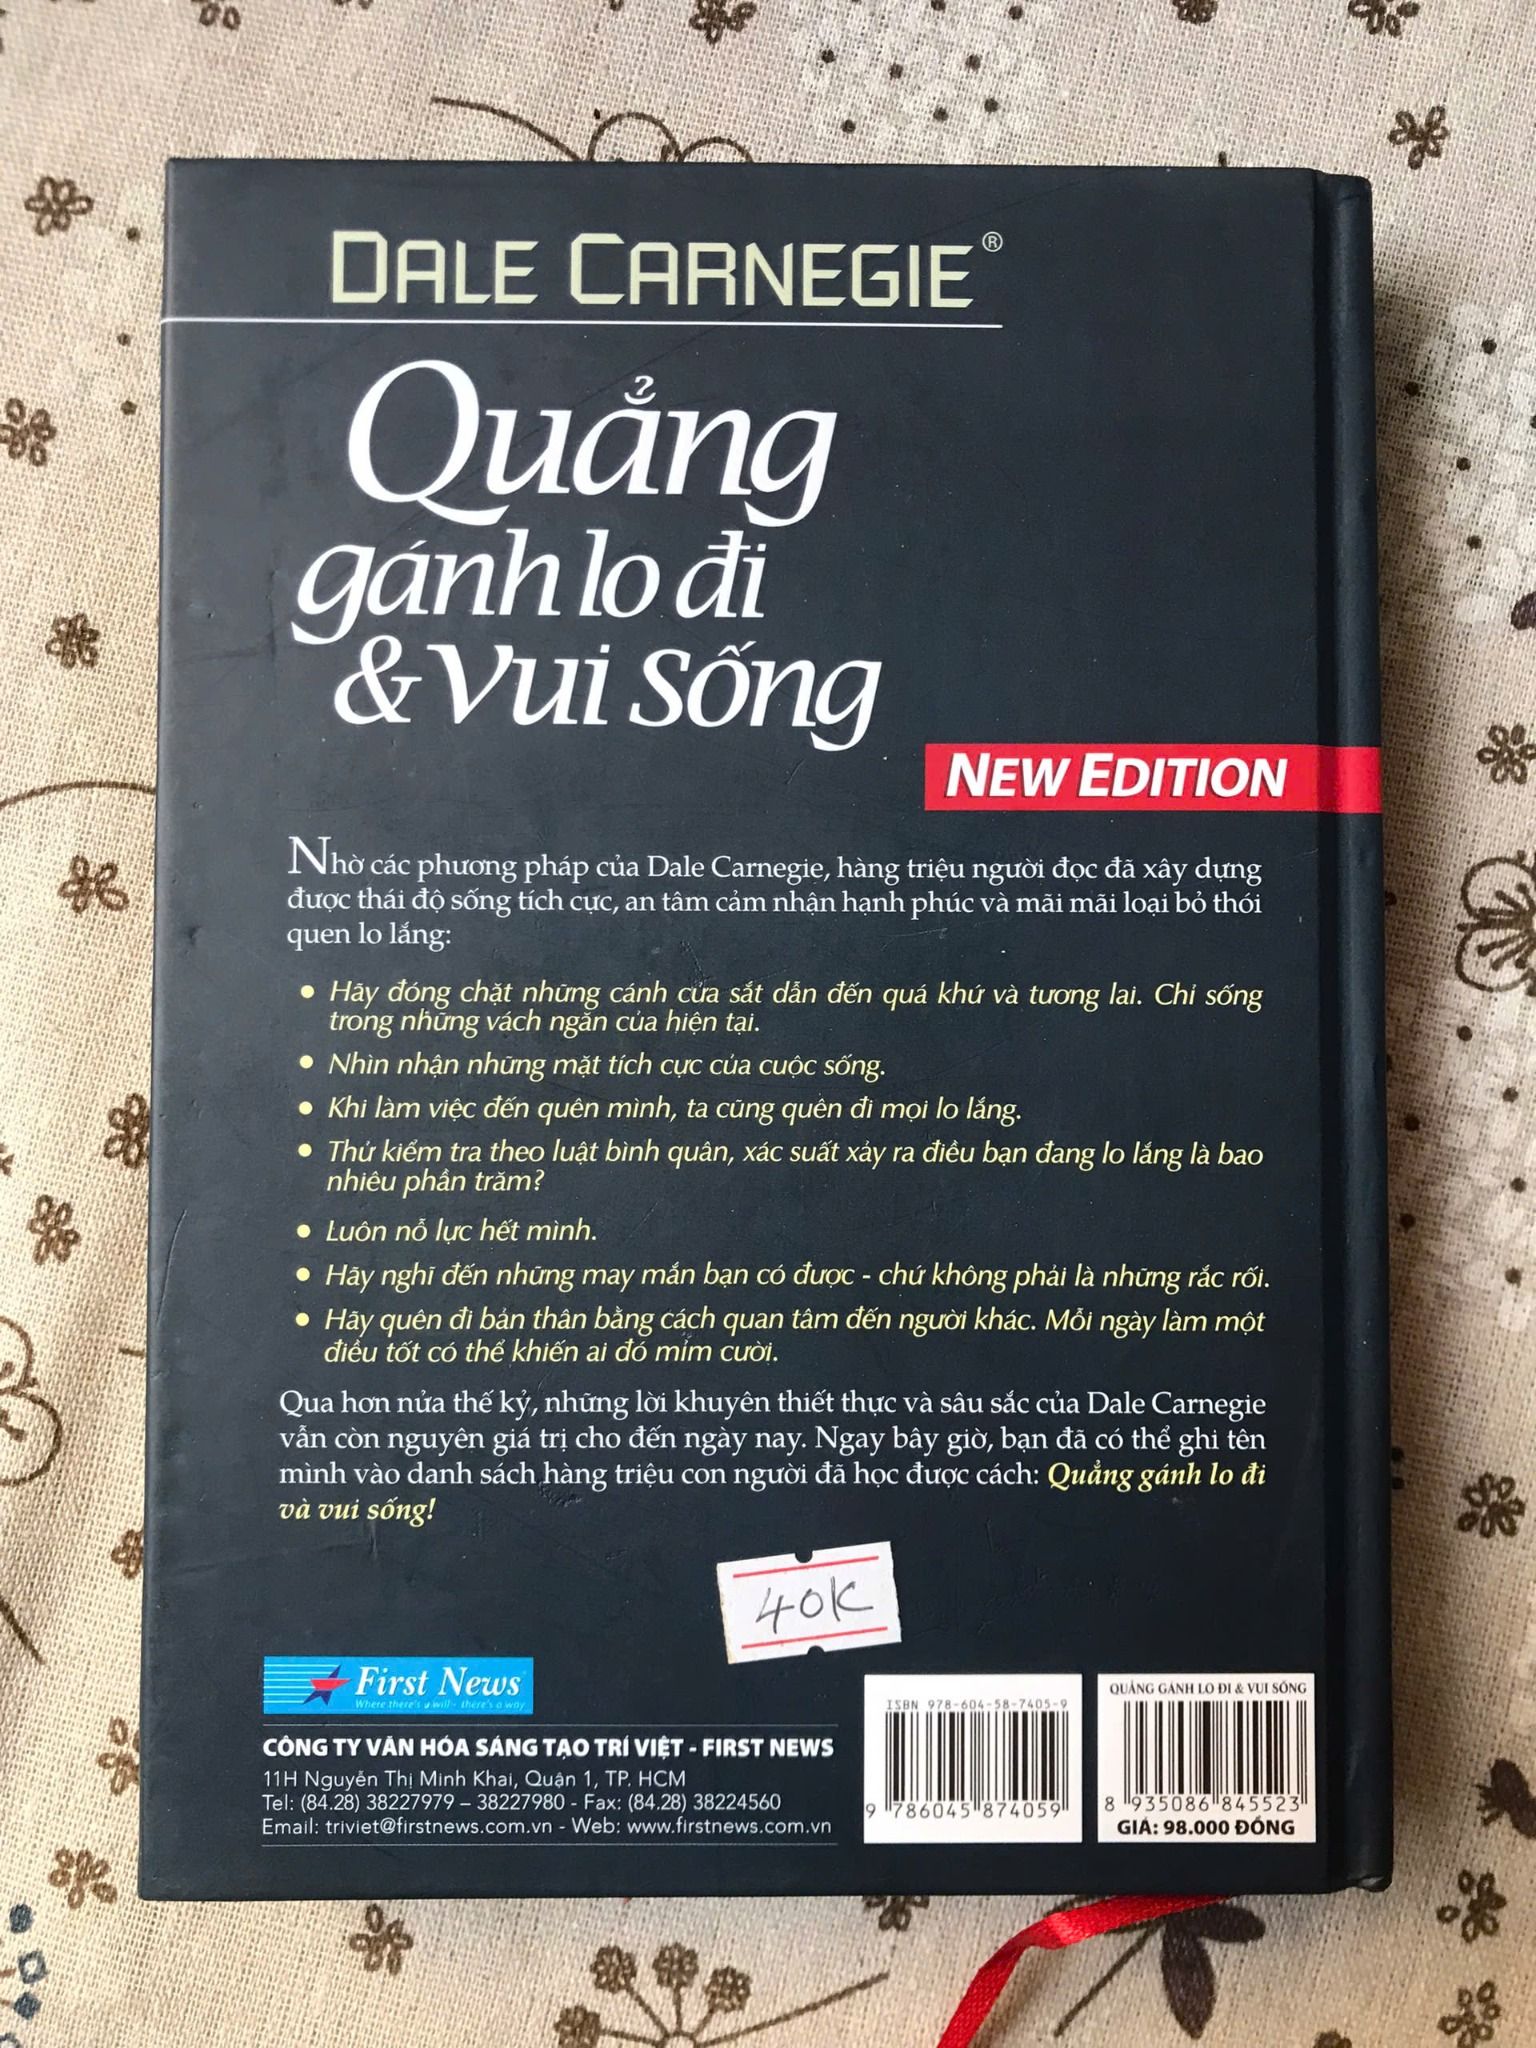 DALE CARNEGIE®
Quẳng
gánh lo đi
& vui sống
NEW EDITION
Nhờ các phương pháp của Dale Carnegie, hàng triệu người đọc đã xây dựng
được thái độ sống tích cực, an tâm cảm nhận hạnh phúc và mãi mãi loại bỏ thói
quen lo lắng:
• Hãy đóng chặt những cánh cửa sắt dẫn đến quá khứ và tương lai. Chỉ sống
trong những vách ngăn của hiện tại.
• Nhìn nhận những mặt tích cực của cuộc sống.
• Khi làm việc đến quên mình, ta cũng quên đi mọi lo lắng.
• Thử kiểm tra theo luật bình quân, xác suất xảy ra điều bạn đang lo lắng là bao
nhiêu phần trăm?
• Luôn nỗ lực hết mình.
• Hãy nghĩ đến những may mắn bạn có được - chứ không phải là những rắc rối.
• Hãy quên đi bản thân bằng cách quan tâm đến người khác. Mỗi ngày làm một
điều tốt có thể khiến ai đó mỉm cười.
Qua hơn nửa thế kỷ, những lời khuyên thiết thực và sâu sắc của Dale Carnegie
vẫn còn nguyên giá trị cho đến ngày nay. Ngay bây giờ, bạn đã có thể ghi tên
mình vào danh sách hàng triệu con người đã học được cách: Quẳng gánh lo đi
và vui sống!
40K
First News
Where there's a will - there's a way
CÔNG TY VĂN HÓA SÁNG TẠO TRÍ VIỆT - FIRST NEWS
11H Nguyễn Thị Minh Khai, Quận 1, TP. HCM
Tel: (84.28) 38227979 – 38227980 - Fax: (84.28) 38224560
Email: triviet@firstnews.com.vn - Web: www.firstnews.com.vn
ISBN 978-604-58-7405-9
9 786045 874059
QUẲNG GÁNH LO ĐI & VUI SỐNG
8 935086 845523
GIÁ: 98.000 ĐỒNG